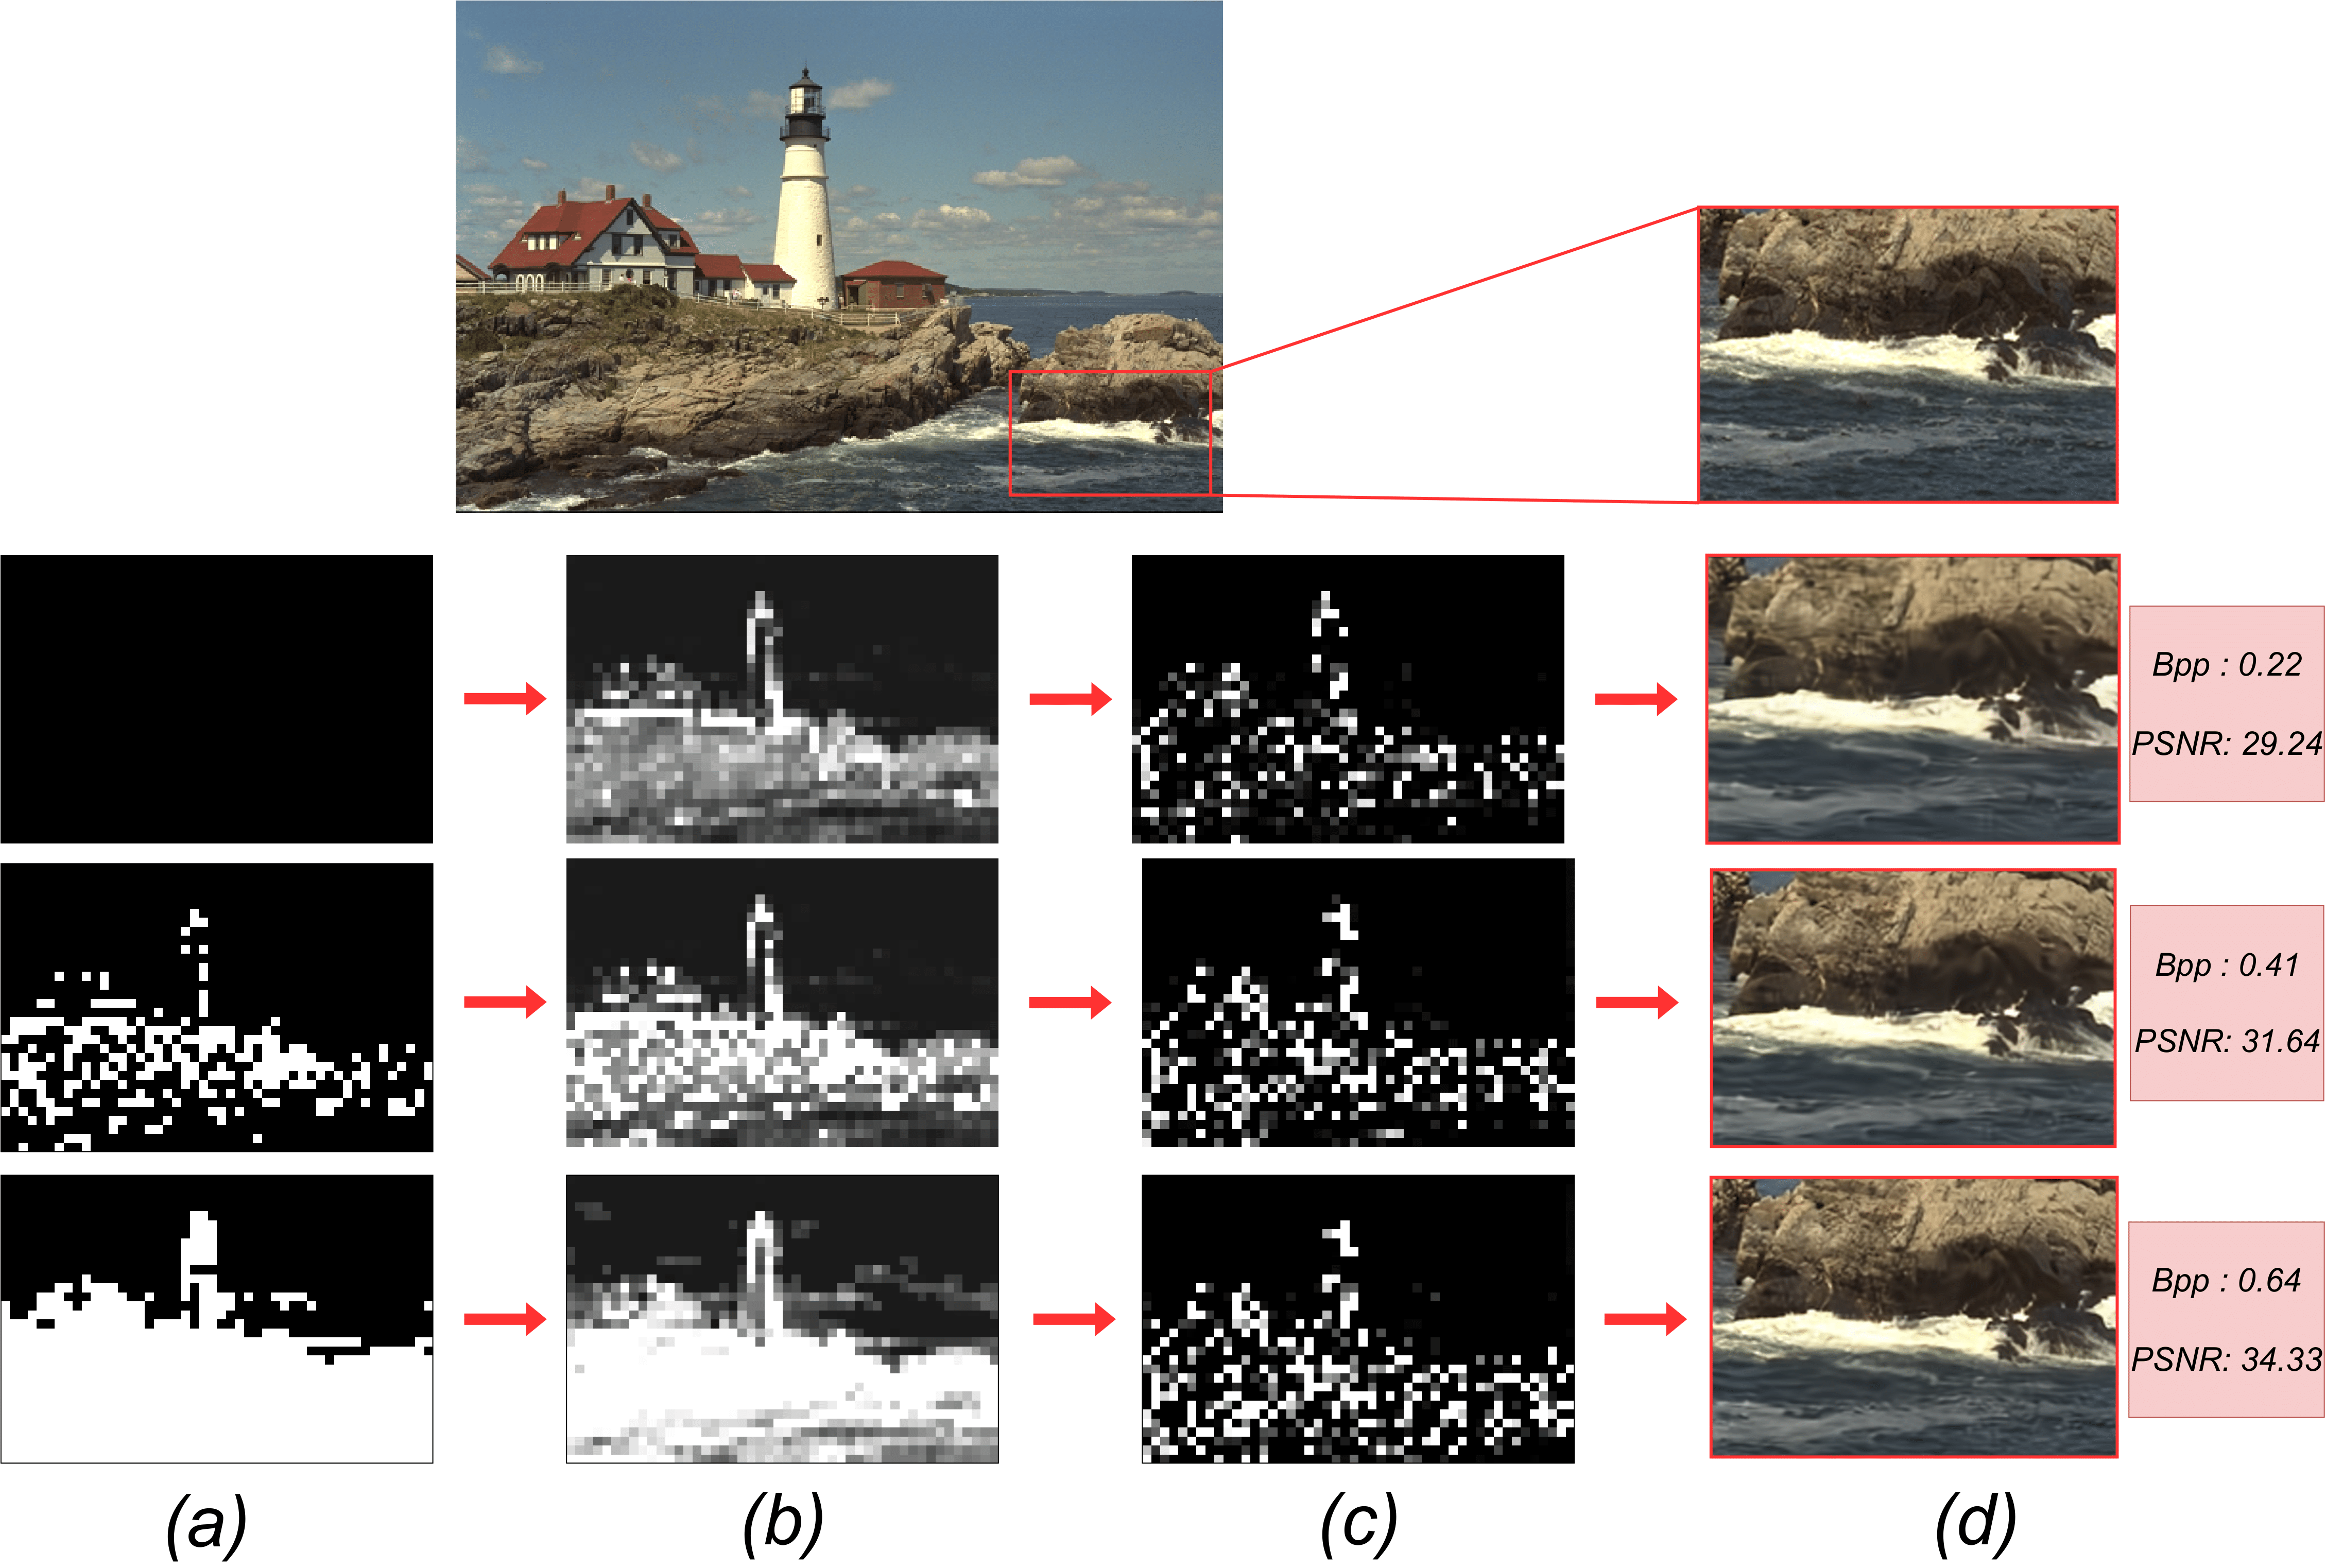 Bpp : 0.22
PSNR: 29.24
Bpp : 0.41
PSNR: 31.64
Bpp : 0.64
PSNR: 34.33
(a)
(b)
(c)
(d)